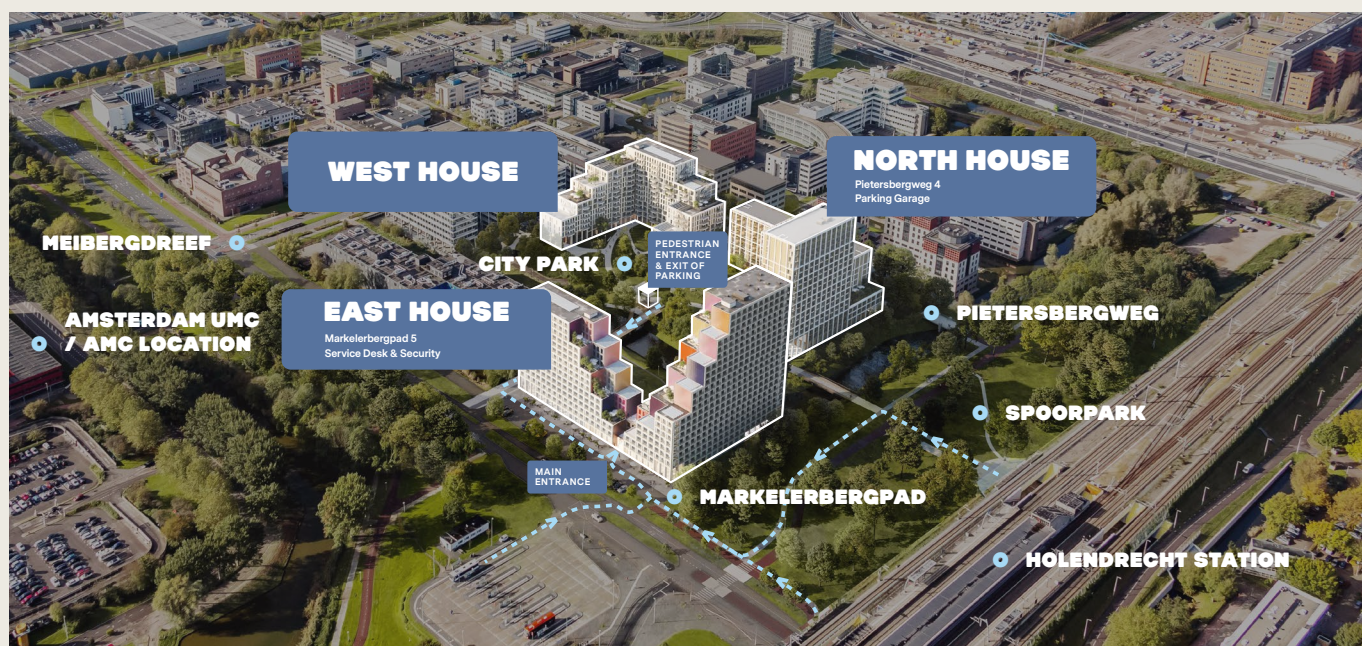 WEST HOUSE
NORTH HOUSE
Pietersbergweg 4
Parking Garage
MEIBERGDREEF
CITY PARK
PEDESTRIAN
ENTRANCE
& EXIT OF
PARKING
EAST HOUSE
Markelerbergpad 5
Service Desk & Security
AMSTERDAM UMC
/ AMC LOCATION
PIETERSBERGWEG
SPOORPARK
MAIN
ENTRANCE
MARKELERBERGPAD
HOLENDRECHT STATION